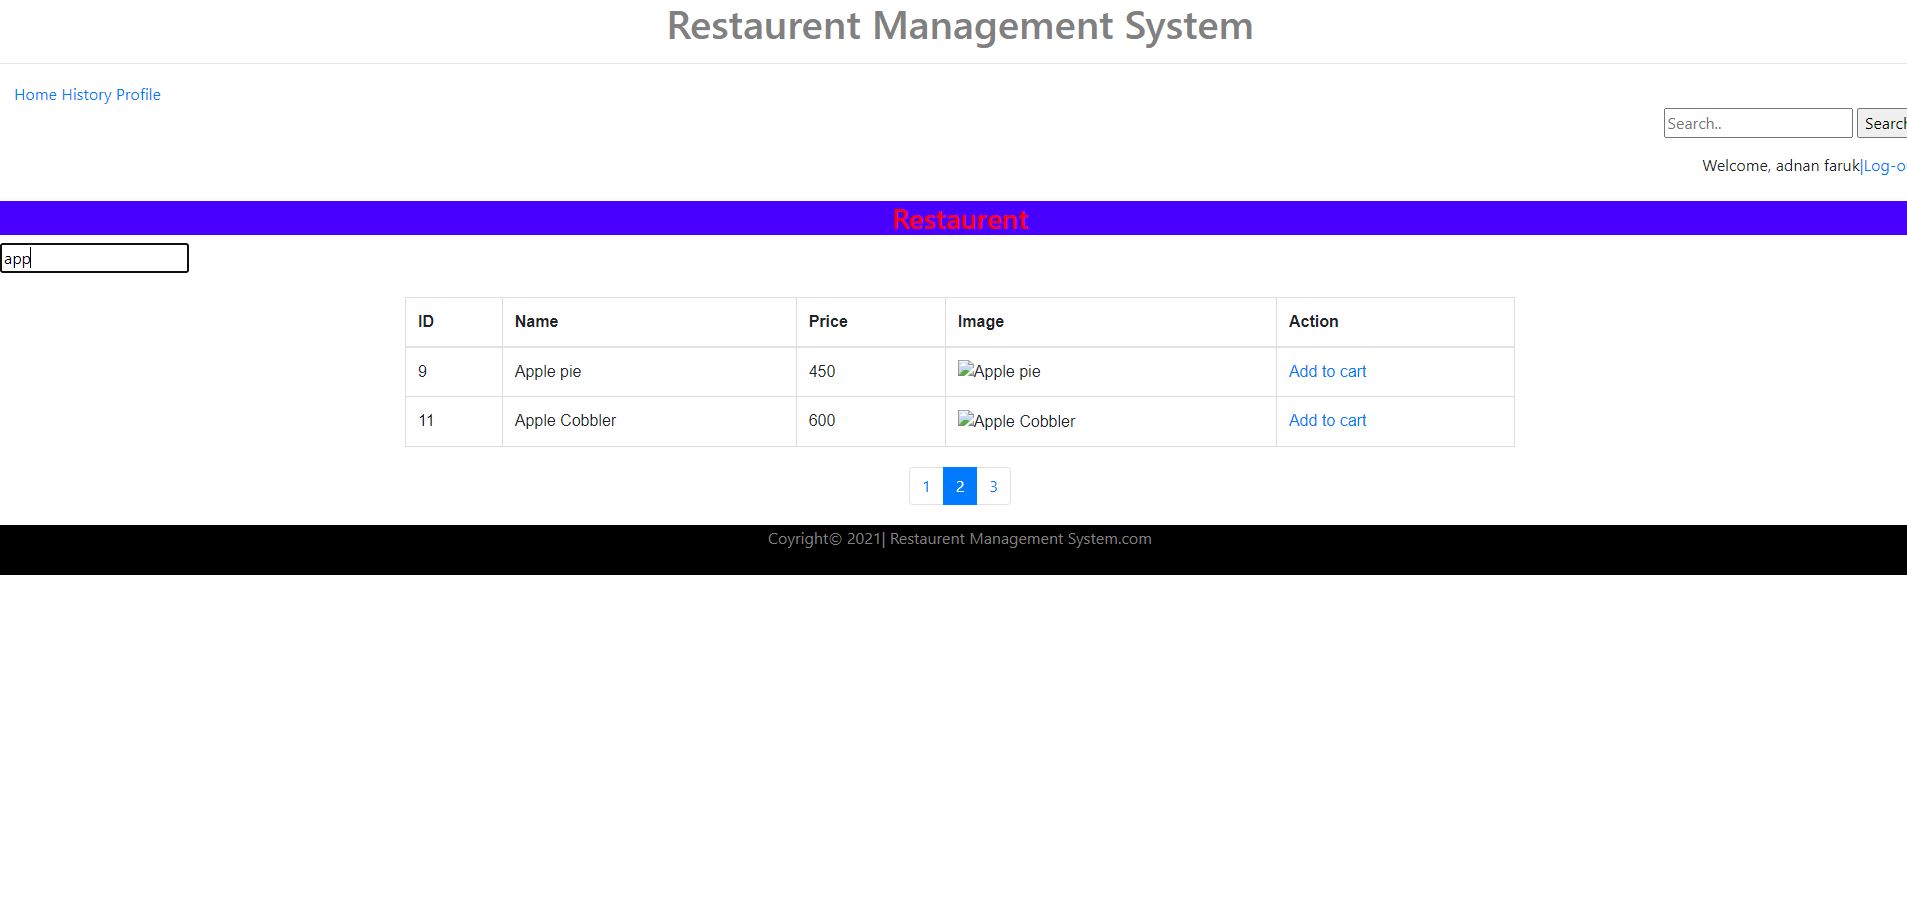 Restaurent Management System
Home History Profile
Search.. Search
Welcome, adnan faruk|Log-o
Restaurent
app
ID Name Price Image Action
9 Apple pie 450 Apple pie Add to cart
11 Apple Cobbler 600 Apple Cobbler Add to cart
1 2 3
Coyright© 2021| Restaurent Management System.com